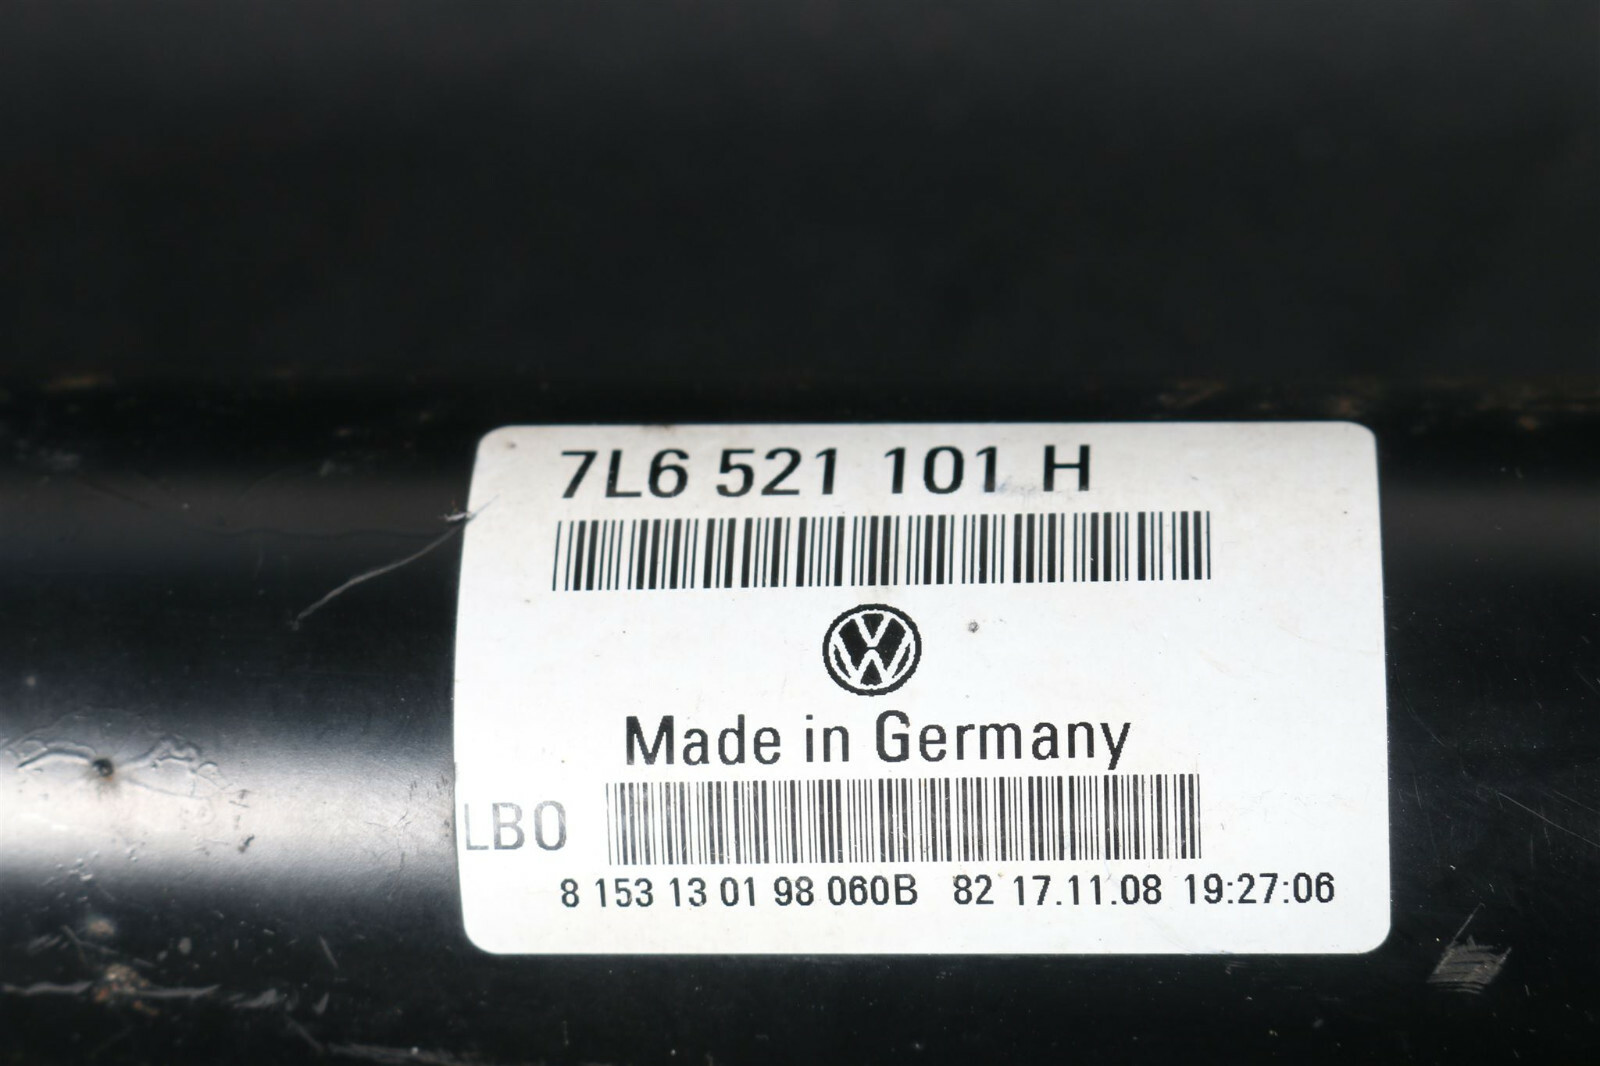 7L6 521 101 H
Made in Germany
LB0
8 153 13 01 98 060B 82 17.11.08 19:27:06